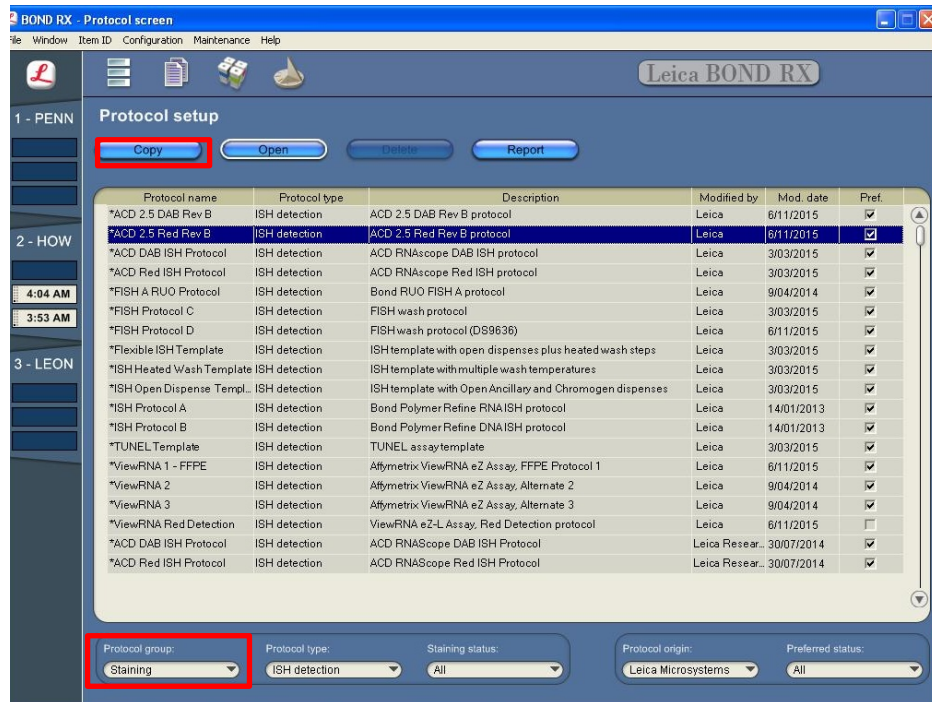 BOND RX - Protocol screen
File Window Item ID Configuration Maintenance Help
Leica BOND RX
1 - PENN
Protocol setup
Copy Open Delete Report
Protocol name Protocol type Description Modified by Mod. date Pref.
*ACD 2.5 DAB Rev B ISH detection ACD 2.5 DAB Rev B protocol Leica 6/11/2015
*ACD 2.5 Red Rev B ISH detection ACD 2.5 Red Rev B protocol Leica 6/11/2015
2 - HOW
*ACD DAB ISH Protocol ISH detection ACD RNAscope DAB ISH protocol Leica 3/03/2015
*ACD Red ISH Protocol ISH detection ACD RNAscope Red ISH protocol Leica 3/03/2015
4:04 AM
*FISH A RUO Protocol ISH detection Bond RUO FISH A protocol Leica 9/04/2014
3:53 AM
*FISH Protocol C ISH detection FISH wash protocol Leica 3/03/2015
*FISH Protocol D ISH detection FISH wash protocol (DS9636) Leica 6/11/2015
*Flexible ISH Template ISH detection ISH template with open dispenses plus heated wash steps Leica 3/03/2015
3 - LEON
*ISH Heated Wash Template ISH detection ISH template with multiple wash temperatures Leica 3/03/2015
*ISH Open Dispense Templ... ISH detection ISH template with Open Ancillary and Chromogen dispenses Leica 3/03/2015
*ISH Protocol A ISH detection Bond Polymer Refine RNA ISH protocol Leica 14/01/2013
*ISH Protocol B ISH detection Bond Polymer Refine DNA ISH protocol Leica 14/01/2013
*TUNEL Template ISH detection TUNEL assay template Leica 3/03/2015
*ViewRNA 1 - FFPE ISH detection Affymetrix ViewRNA eZ Assay, FFPE Protocol 1 Leica 6/11/2015
*ViewRNA 2 ISH detection Affymetrix ViewRNA eZ Assay, Alternate 2 Leica 9/04/2014
*ViewRNA 3 ISH detection Affymetrix ViewRNA eZ Assay, Alternate 3 Leica 9/04/2014
*ViewRNA Red Detection ISH detection ViewRNA eZ-L Assay, Red Detection protocol Leica 6/11/2015
*ACD DAB ISH Protocol ISH detection ACD RNAScope DAB ISH Protocol Leica Resear... 30/07/2014
*ACD Red ISH Protocol ISH detection ACD RNAScope Red ISH Protocol Leica Resear... 30/07/2014
Protocol group: Protocol type: Staining status: Protocol origin: Preferred status:
Staining ISH detection All Leica Microsystems All